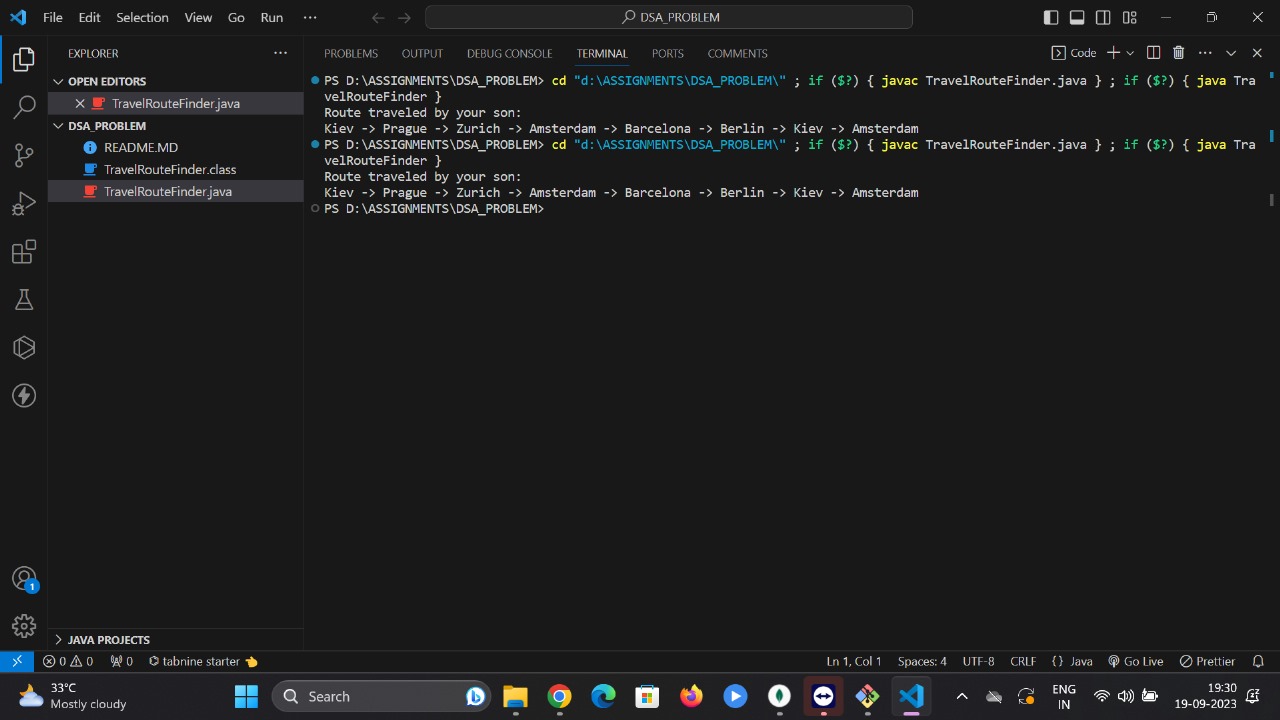 File Edit Selection View Go Run ··· DSA_PROBLEM
EXPLORER ···
OPEN EDITORS
TravelRouteFinder.java
DSA_PROBLEM
README.MD
TravelRouteFinder.class
TravelRouteFinder.java
JAVA PROJECTS
PROBLEMS OUTPUT DEBUG CONSOLE TERMINAL PORTS COMMENTS Code
PS D:\ASSIGNMENTS\DSA_PROBLEM> cd "d:\ASSIGNMENTS\DSA_PROBLEM\" ; if ($?) { javac TravelRouteFinder.java } ; if ($?) { java Tra
velRouteFinder }
Route traveled by your son:
Kiev -> Prague -> Zurich -> Amsterdam -> Barcelona -> Berlin -> Kiev -> Amsterdam
PS D:\ASSIGNMENTS\DSA_PROBLEM> cd "d:\ASSIGNMENTS\DSA_PROBLEM\" ; if ($?) { javac TravelRouteFinder.java } ; if ($?) { java Tra
velRouteFinder }
Route traveled by your son:
Kiev -> Prague -> Zurich -> Amsterdam -> Barcelona -> Berlin -> Kiev -> Amsterdam
PS D:\ASSIGNMENTS\DSA_PROBLEM>
1
0 0 0 tabnine starter Ln 1, Col 1 Spaces: 4 UTF-8 CRLF {} Java Go Live Prettier
33°C
Mostly cloudy
Search
ENG
IN
19:30
19-09-2023